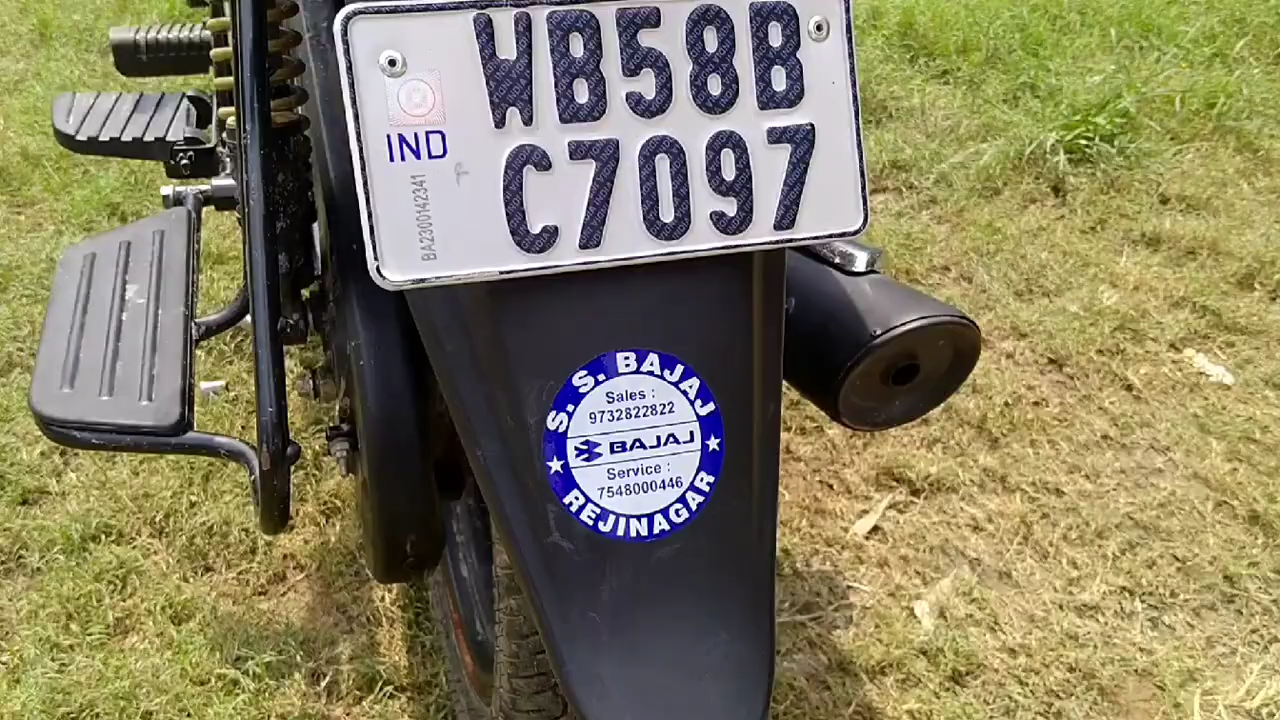 WB58B
IND
C7097
BA2300142341
S. S. BAJAJ
Sales :
9732822822
BAJAJ
Service :
7548000446
REJINAGAR